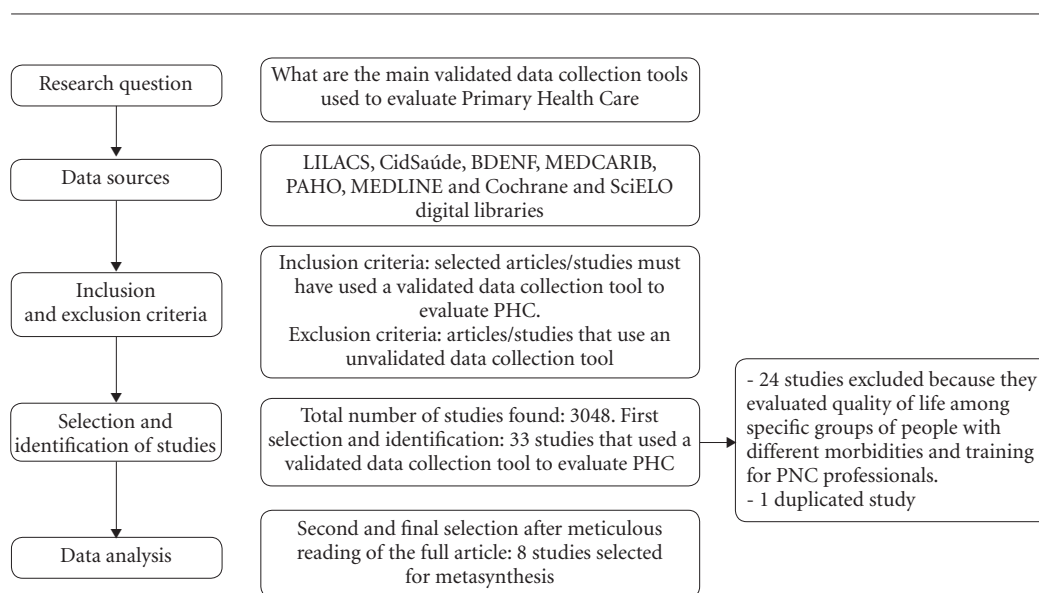 Research question
What are the main validated data collection tools
used to evaluate Primary Health Care
Data sources
LILACS, CidSaúde, BDENF, MEDCARIB,
PAHO, MEDLINE and Cochrane and SciELO
digital libraries
Inclusion
and exclusion criteria
Inclusion criteria: selected articles/studies must
have used a validated data collection tool to
evaluate PHC.
Exclusion criteria: articles/studies that use an
unvalidated data collection tool
Selection and
identification of studies
Total number of studies found: 3048. First
selection and identification: 33 studies that used a
validated data collection tool to evaluate PHC
- 24 studies excluded because they
evaluated quality of life among
specific groups of people with
different morbidities and training
for PNC professionals.
- 1 duplicated study
Data analysis
Second and final selection after meticulous
reading of the full article: 8 studies selected
for metasynthesis